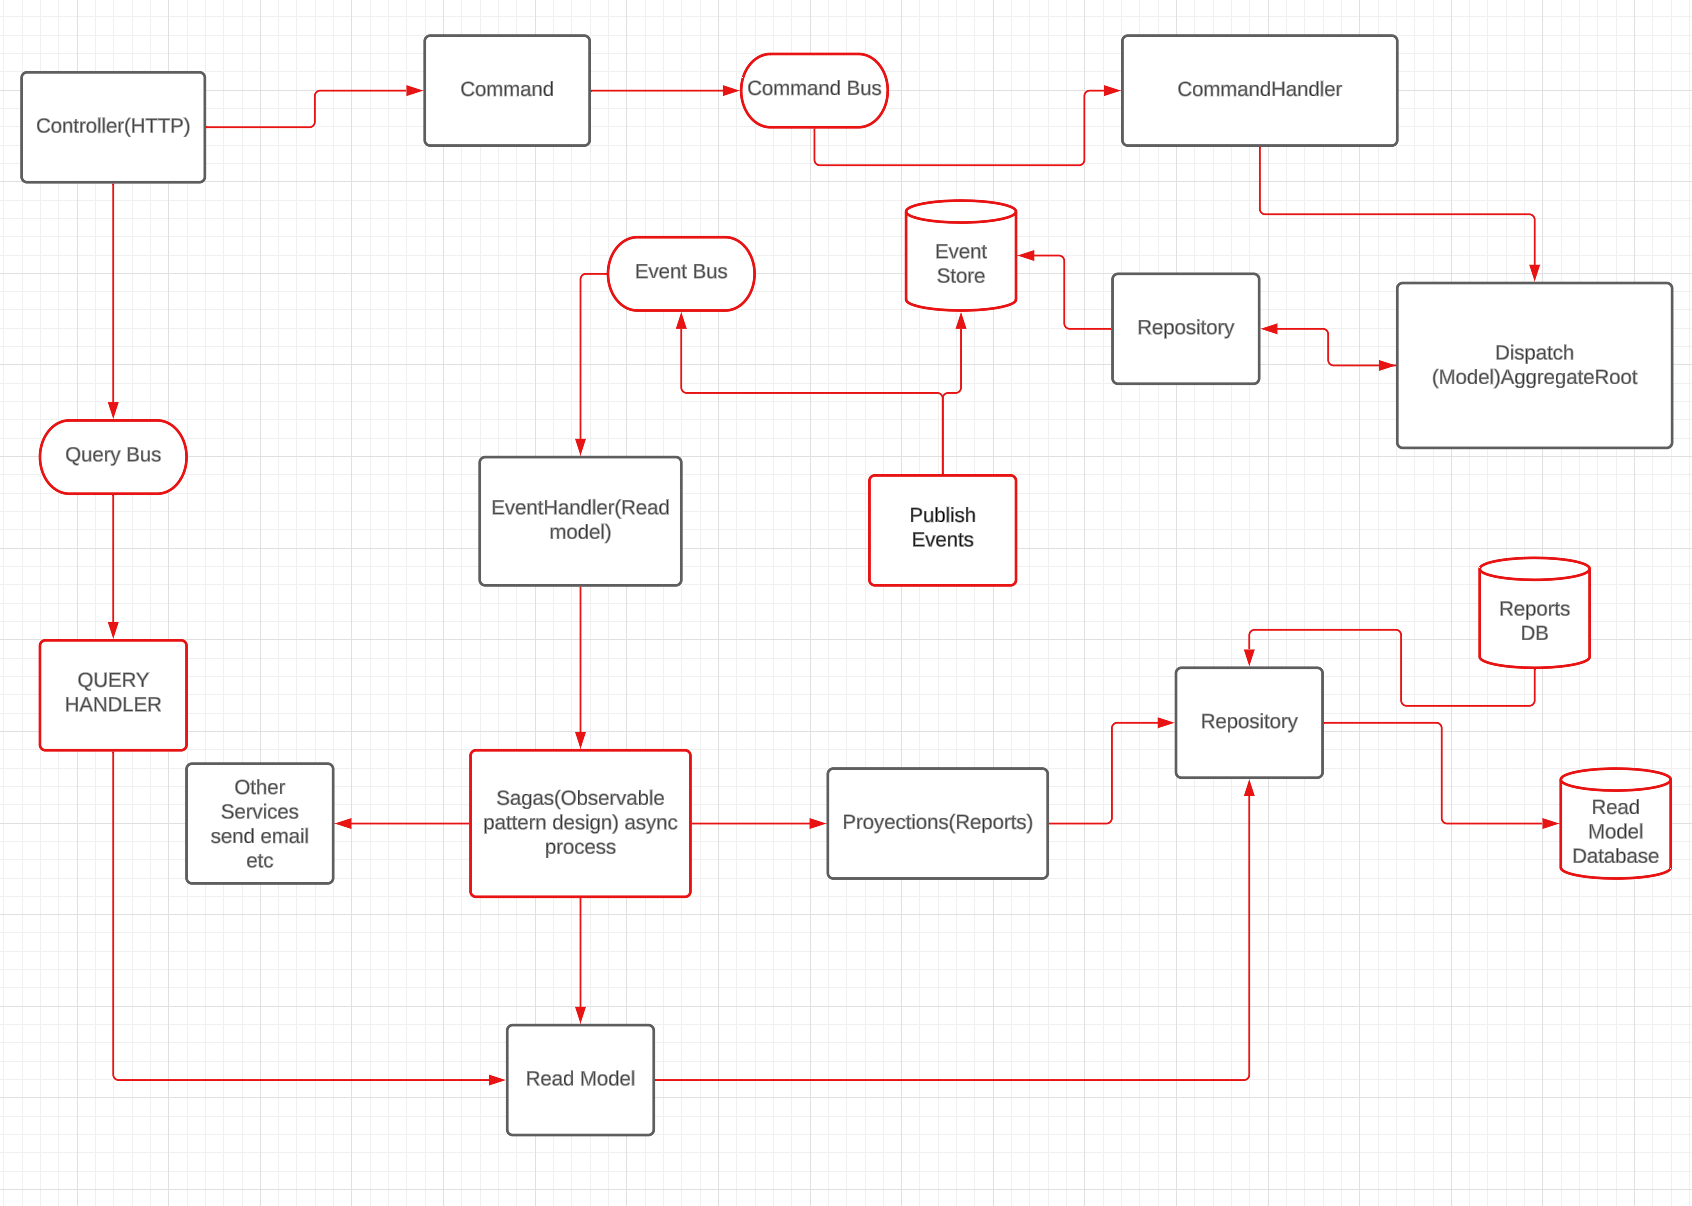 Command
Command Bus
CommandHandler
Controller(HTTP)
Event
Store
Event Bus
Repository
Dispatch
(Model)AggregateRoot
Query Bus
EventHandler(Read
model)
Publish
Events
Reports
DB
QUERY
HANDLER
Repository
Other
Services
send email
etc
Sagas(Observable
pattern design) async
process
Proyections(Reports)
Read
Model
Database
Read Model